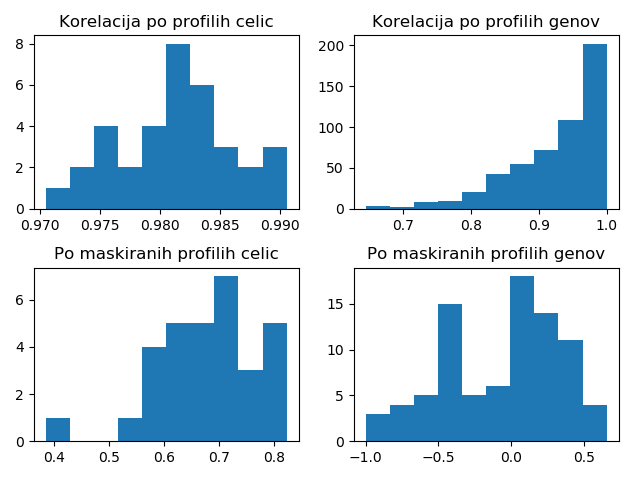 Korelacija po profilih celic
8
6
4
2
0
0.970 0.975 0.980 0.985 0.990
Korelacija po profilih genov
200
150
100
50
0
0.7 0.8 0.9 1.0
Po maskiranih profilih celic
6
4
2
0
0.4 0.5 0.6 0.7 0.8
Po maskiranih profilih genov
15
10
5
0
−1.0 −0.5 0.0 0.5